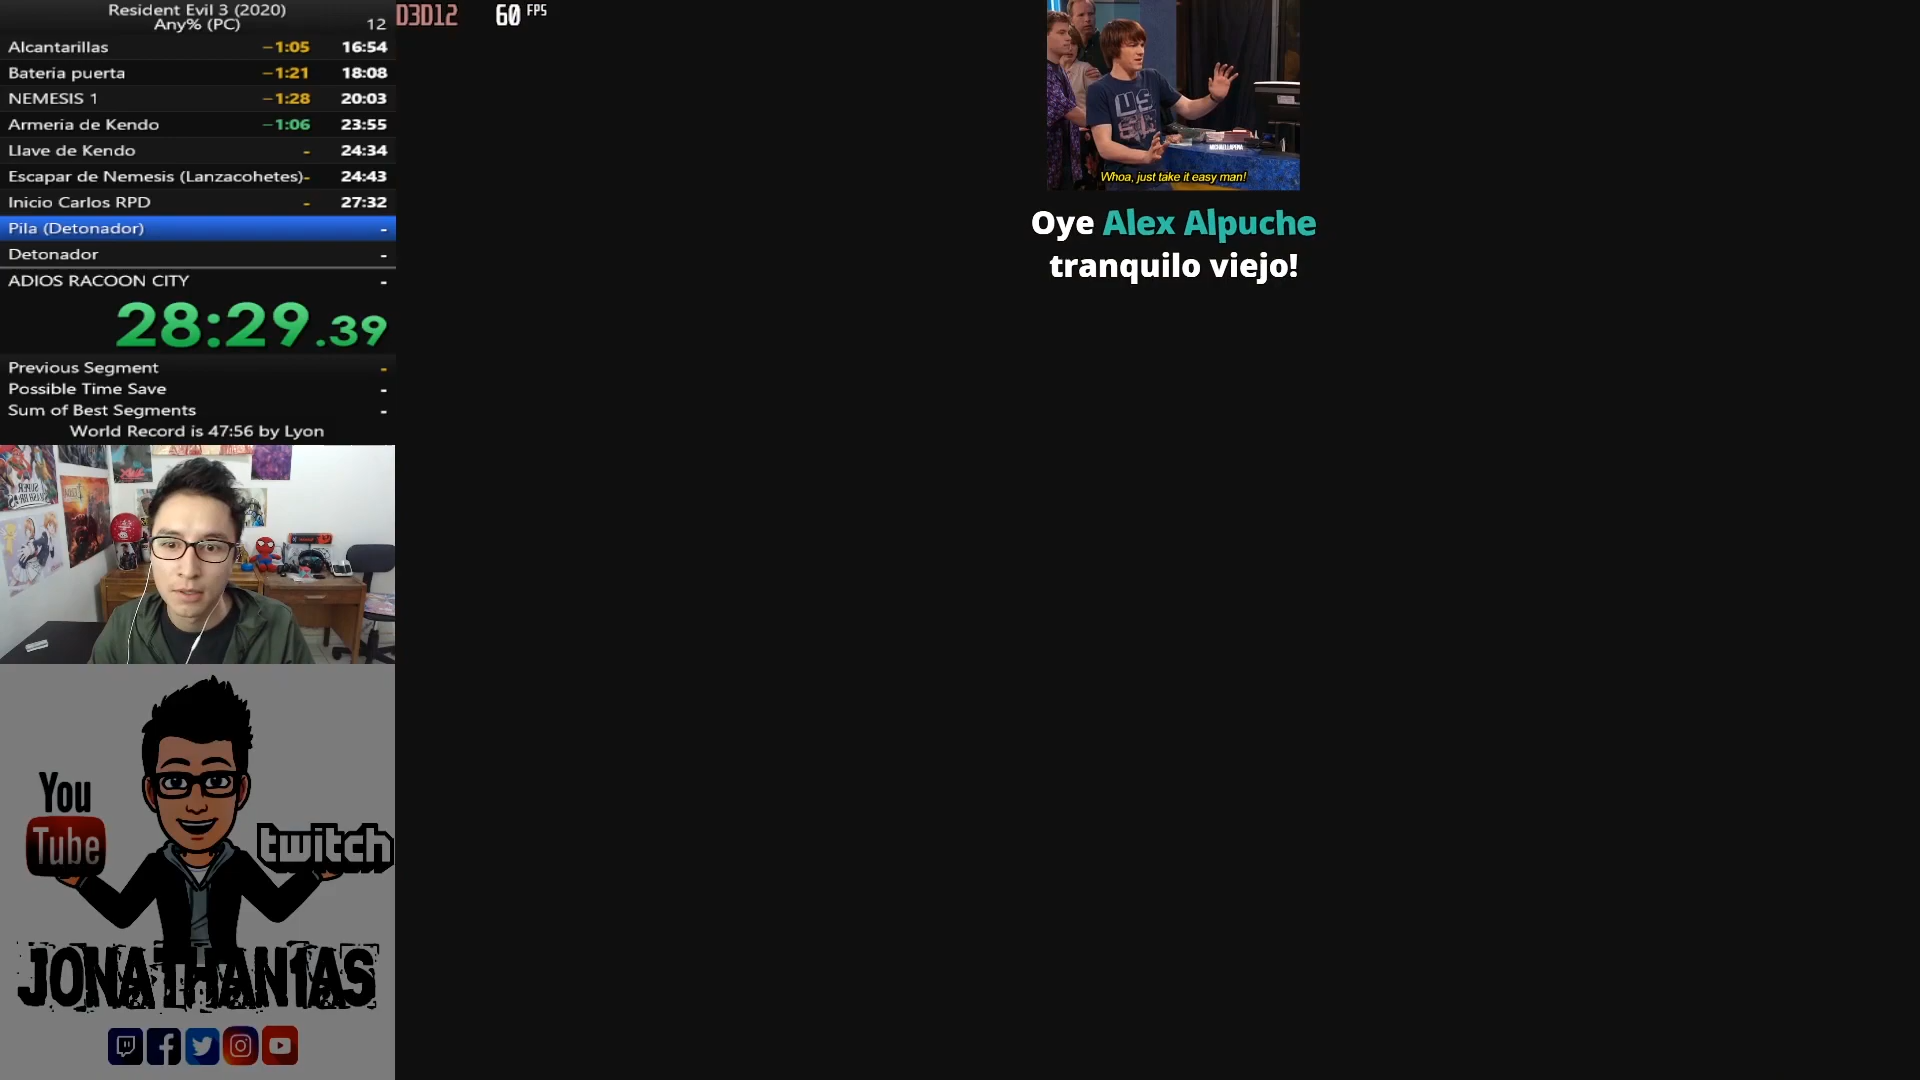 Resident Evil 3 (2020)
Any% (PC)
12
Alcantarillas −1:05 16:54
Bateria puerta −1:21 18:08
NEMESIS 1 −1:28 20:03
Armeria de Kendo −1:06 23:55
Llave de Kendo - 24:34
Escapar de Nemesis (Lanzacohetes)- 24:43
Inicio Carlos RPD - 27:32
Pila (Detonador) -
Detonador -
ADIOS RACOON CITY -
28:29.39
Previous Segment -
Possible Time Save -
Sum of Best Segments -
World Record is 47:56 by Lyon
D3D12 60 FPS
US
Whoa, just take it easy man!
Oye Alex Alpuche
tranquilo viejo!
You
Tube
twitch
JONATHAN1AS